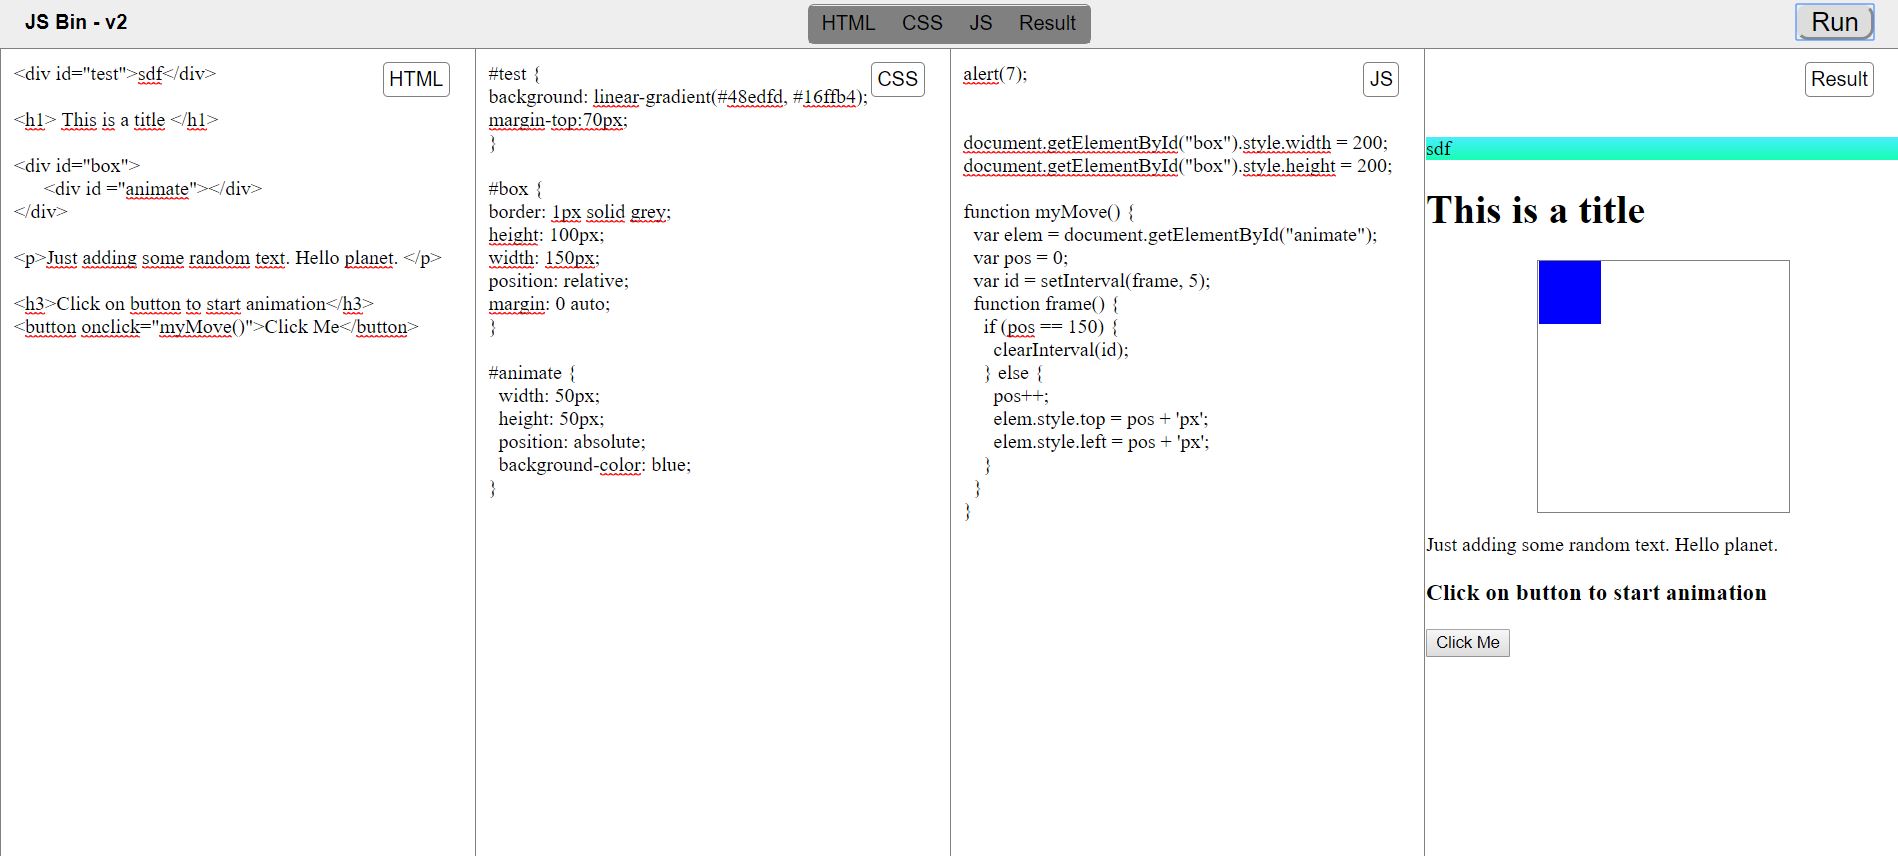 JS Bin - v2
HTML CSS JS Result
Run
HTML
<div id="test">sdf</div>
<h1> This is a title </h1>
<div id="box">
<div id ="animate"></div>
</div>
<p>Just adding some random text. Hello planet. </p>
<h3>Click on button to start animation</h3>
<button onclick="myMove()">Click Me</button>
CSS
#test {
background: linear-gradient(#48edfd, #16ffb4);
margin-top:70px;
}
#box {
border: 1px solid grey;
height: 100px;
width: 150px;
position: relative;
margin: 0 auto;
}
#animate {
width: 50px;
height: 50px;
position: absolute;
background-color: blue;
}
JS
alert(7);
document.getElementById("box").style.width = 200;
document.getElementById("box").style.height = 200;
function myMove() {
var elem = document.getElementById("animate");
var pos = 0;
var id = setInterval(frame, 5);
function frame() {
if (pos == 150) {
clearInterval(id);
} else {
pos++;
elem.style.top = pos + 'px';
elem.style.left = pos + 'px';
}
}
}
Result
sdf
This is a title
Just adding some random text. Hello planet.
Click on button to start animation
Click Me